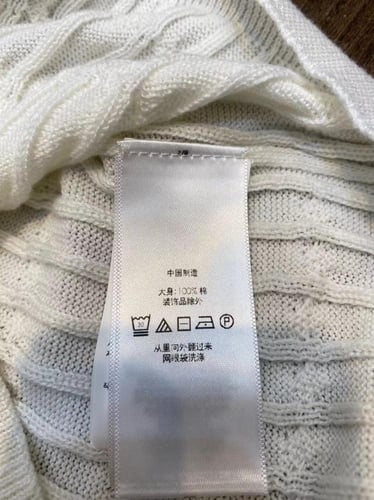 中国制造
大身: 100% 棉
装饰品除外
30 P
从里向外翻过来
网眼袋洗涤